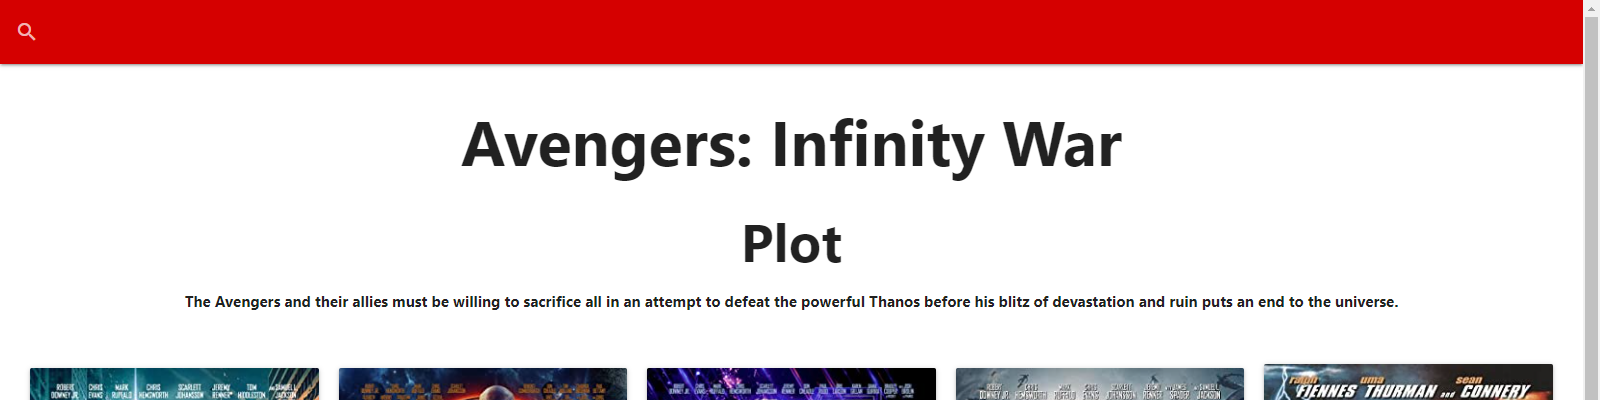 Avengers: Infinity War
Plot
The Avengers and their allies must be willing to sacrifice all in an attempt to defeat the powerful Thanos before his blitz of devastation and ruin puts an end to the universe.
ROBERT DOWNEY JR. CHRIS EVANS MARK RUFFALO CHRIS HEMSWORTH SCARLETT JOHANSSON JEREMY RENNER TOM HIDDLESTON AND SAMUEL L. JACKSON
ROBERT DOWNEY JR. CHRIS HEMSWORTH MARK RUFFALO CHRIS EVANS SCARLETT JOHANSSON JEREMY RENNER WITH JAMES SPADER AND SAMUEL L. JACKSON
ralph FIENNES uma THURMAN and sean CONNERY